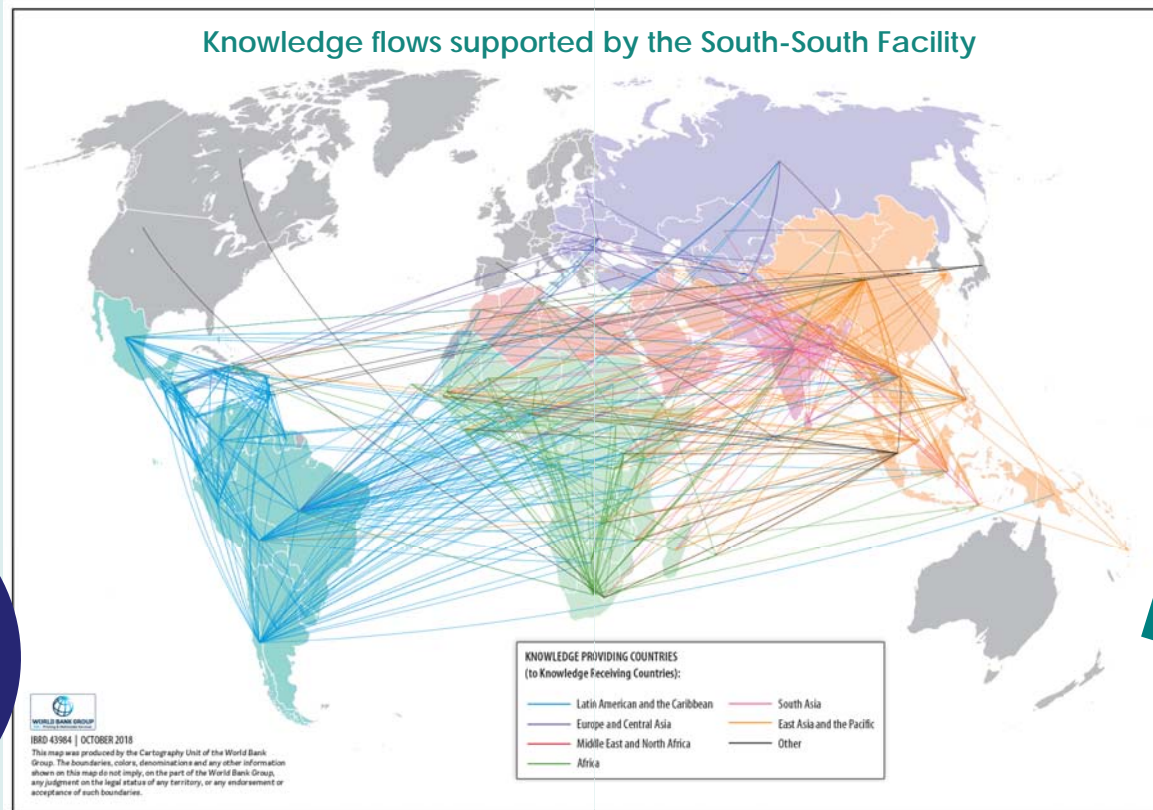 Knowledge flows supported by the South-South Facility
KNOWLEDGE PROVIDING COUNTRIES
(to Knowledge Receiving Countries):
Latin American and the Caribbean
Europe and Central Asia
Middle East and North Africa
Africa
South Asia
East Asia and the Pacific
Other
WORLD BANK GROUP
IBRD 43984 | OCTOBER 2018
This map was produced by the Cartography Unit of the World Bank
Group. The boundaries, colors, denominations and any other information
shown on this map do not imply, on the part of the World Bank Group,
any judgment on the legal status of any territory, or any endorsement or
acceptance of such boundaries.